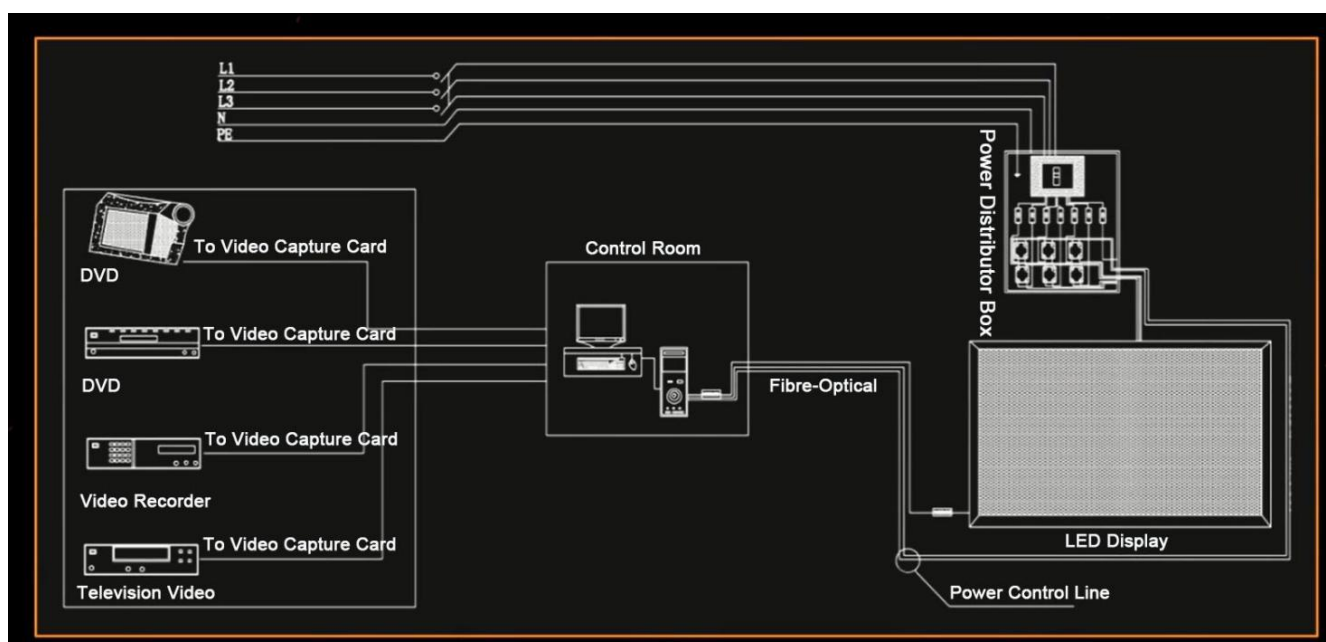 L1
L2
L3
N
PE
Power Distributor Box
To Video Capture Card
DVD
Control Room
To Video Capture Card
DVD
Fibre-Optical
To Video Capture Card
Video Recorder
To Video Capture Card
Television Video
LED Display
Power Control Line